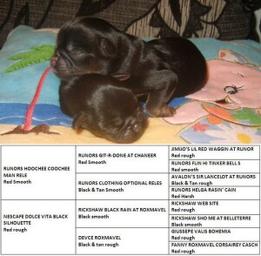 RUNORS HOOCHEE COOCHEE
MAN RELE
Red Smooth
RUNORS GIT-R-DONE AT CHANEER
Red Smooth
JIMJO'S LIL RED WAGGIN AT RUNOR
Red rough
RUNORS FLIN HI TINKER BELL S
Red smooth
RUNORS CLOTHING OPTIONAL RELES
Black & Tan Smooth
AVALON'S SIR LANCELOT AT RUNORS
Black & Tan rough
RUNORS HELGA RAISIN' CAIN
Red Harsh
NESCAFE DOLCE VITA BLACK
SILHOUETTE
Red rough
RICKSHAW BLACK RAIN AT ROXMAVEL
Black smooth
RICKSHAW WEB SITE
Red rough
RICKSHAW SHO ME AT BELLETERRE
Black smooth
DEVCE ROXMAVEL
Black & tan rough
GIUSSEPE VALIS BOHEMIA
Red rough
FANNY ROXMAVEL CORSAIREY CASCH
Red rough